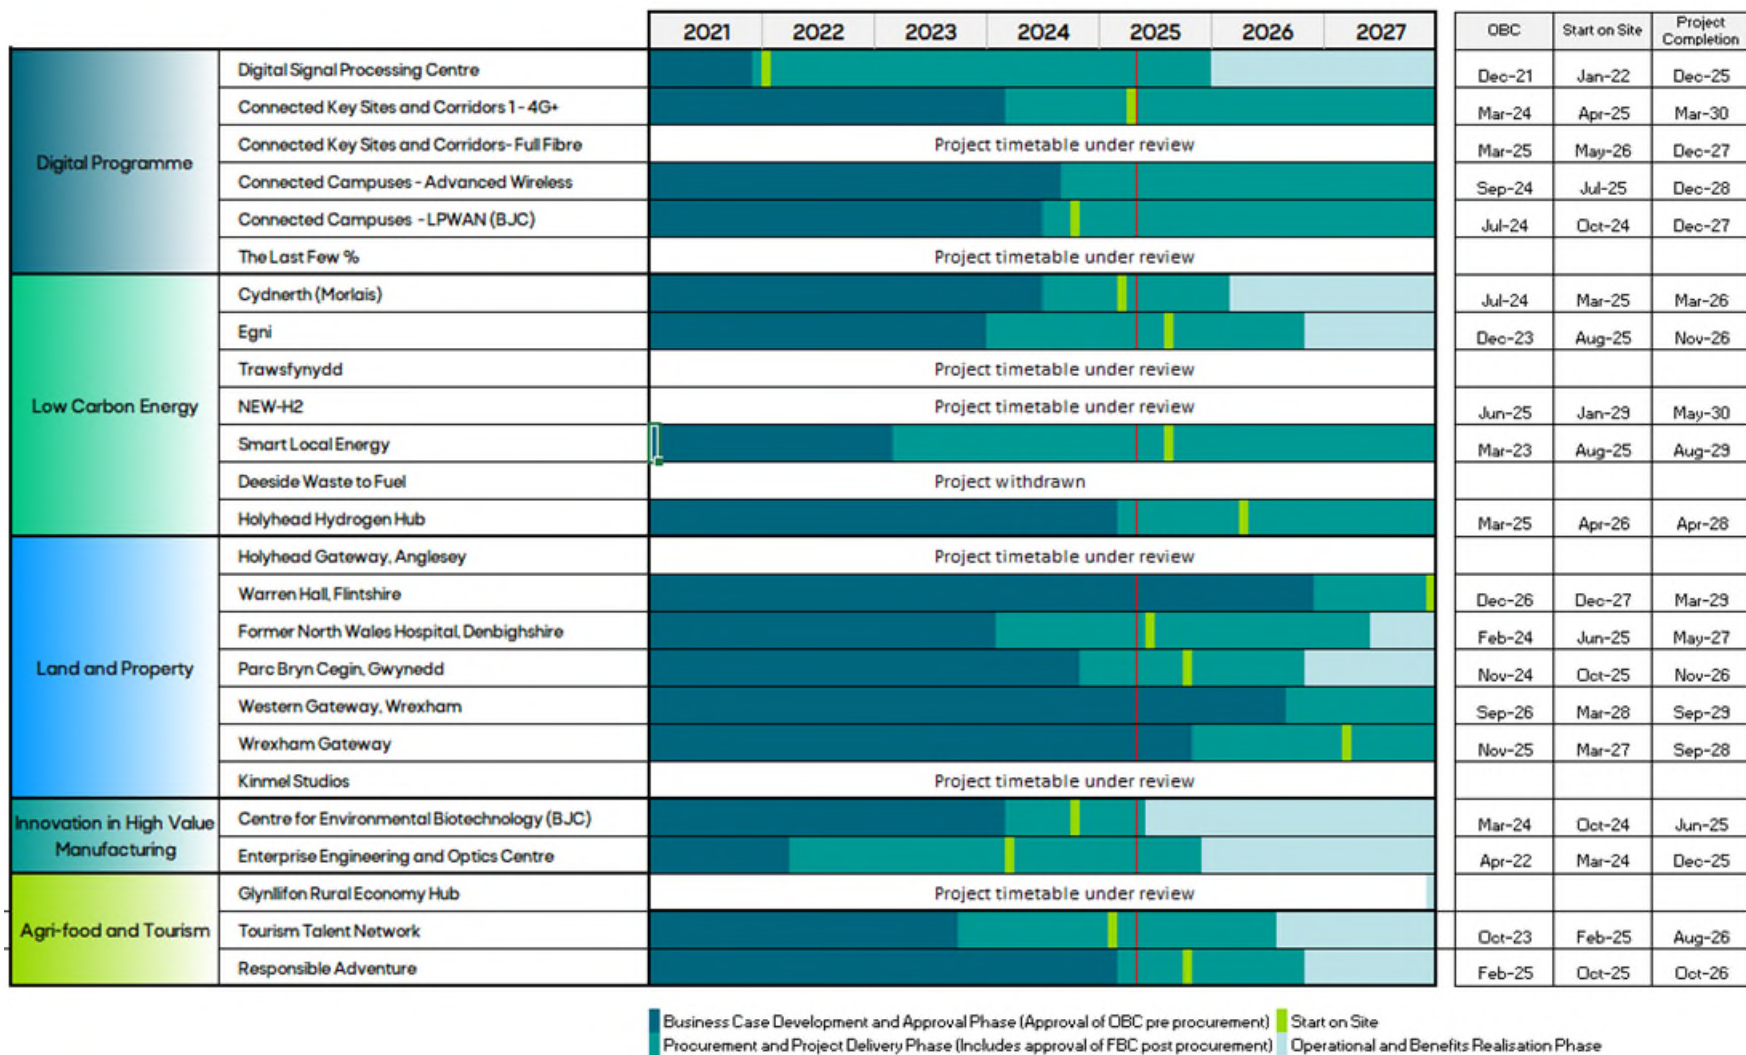 2021 2022 2023 2024 2025 2026 2027 OBC Start on Site Project Completion
Digital Programme
Digital Signal Processing Centre Dec-21 Jan-22 Dec-25
Connected Key Sites and Corridors 1 - 4G+ Mar-24 Apr-25 Mar-30
Connected Key Sites and Corridors- Full Fibre Project timetable under review Mar-25 May-26 Dec-27
Connected Campuses - Advanced Wireless Sep-24 Jul-25 Dec-28
Connected Campuses - LPWAN (BJC) Jul-24 Oct-24 Dec-27
The Last Few % Project timetable under review
Low Carbon Energy
Cydnerth (Morlais) Jul-24 Mar-25 Mar-26
Egni Dec-23 Aug-25 Nov-26
Trawsfynydd Project timetable under review
NEW-H2 Project timetable under review Jun-25 Jan-29 May-30
Smart Local Energy Mar-23 Aug-25 Aug-29
Deeside Waste to Fuel Project withdrawn
Holyhead Hydrogen Hub Mar-25 Apr-26 Apr-28
Land and Property
Holyhead Gateway, Anglesey Project timetable under review
Warren Hall, Flintshire Dec-26 Dec-27 Mar-29
Former North Wales Hospital, Denbighshire Feb-24 Jun-25 May-27
Parc Bryn Cegin, Gwynedd Nov-24 Oct-25 Nov-26
Western Gateway, Wrexham Sep-26 Mar-28 Sep-29
Wrexham Gateway Nov-25 Mar-27 Sep-28
Kinmel Studios Project timetable under review
Innovation in High Value
Manufacturing
Centre for Environmental Biotechnology (BJC) Mar-24 Oct-24 Jun-25
Enterprise Engineering and Optics Centre Apr-22 Mar-24 Dec-25
Agri-food and Tourism
Glynllifon Rural Economy Hub Project timetable under review
Tourism Talent Network Oct-23 Feb-25 Aug-26
Responsible Adventure Feb-25 Oct-25 Oct-26
Business Case Development and Approval Phase (Approval of OBC pre procurement) Start on Site
Procurement and Project Delivery Phase (Includes approval of FBC post procurement) Operational and Benefits Realisation Phase